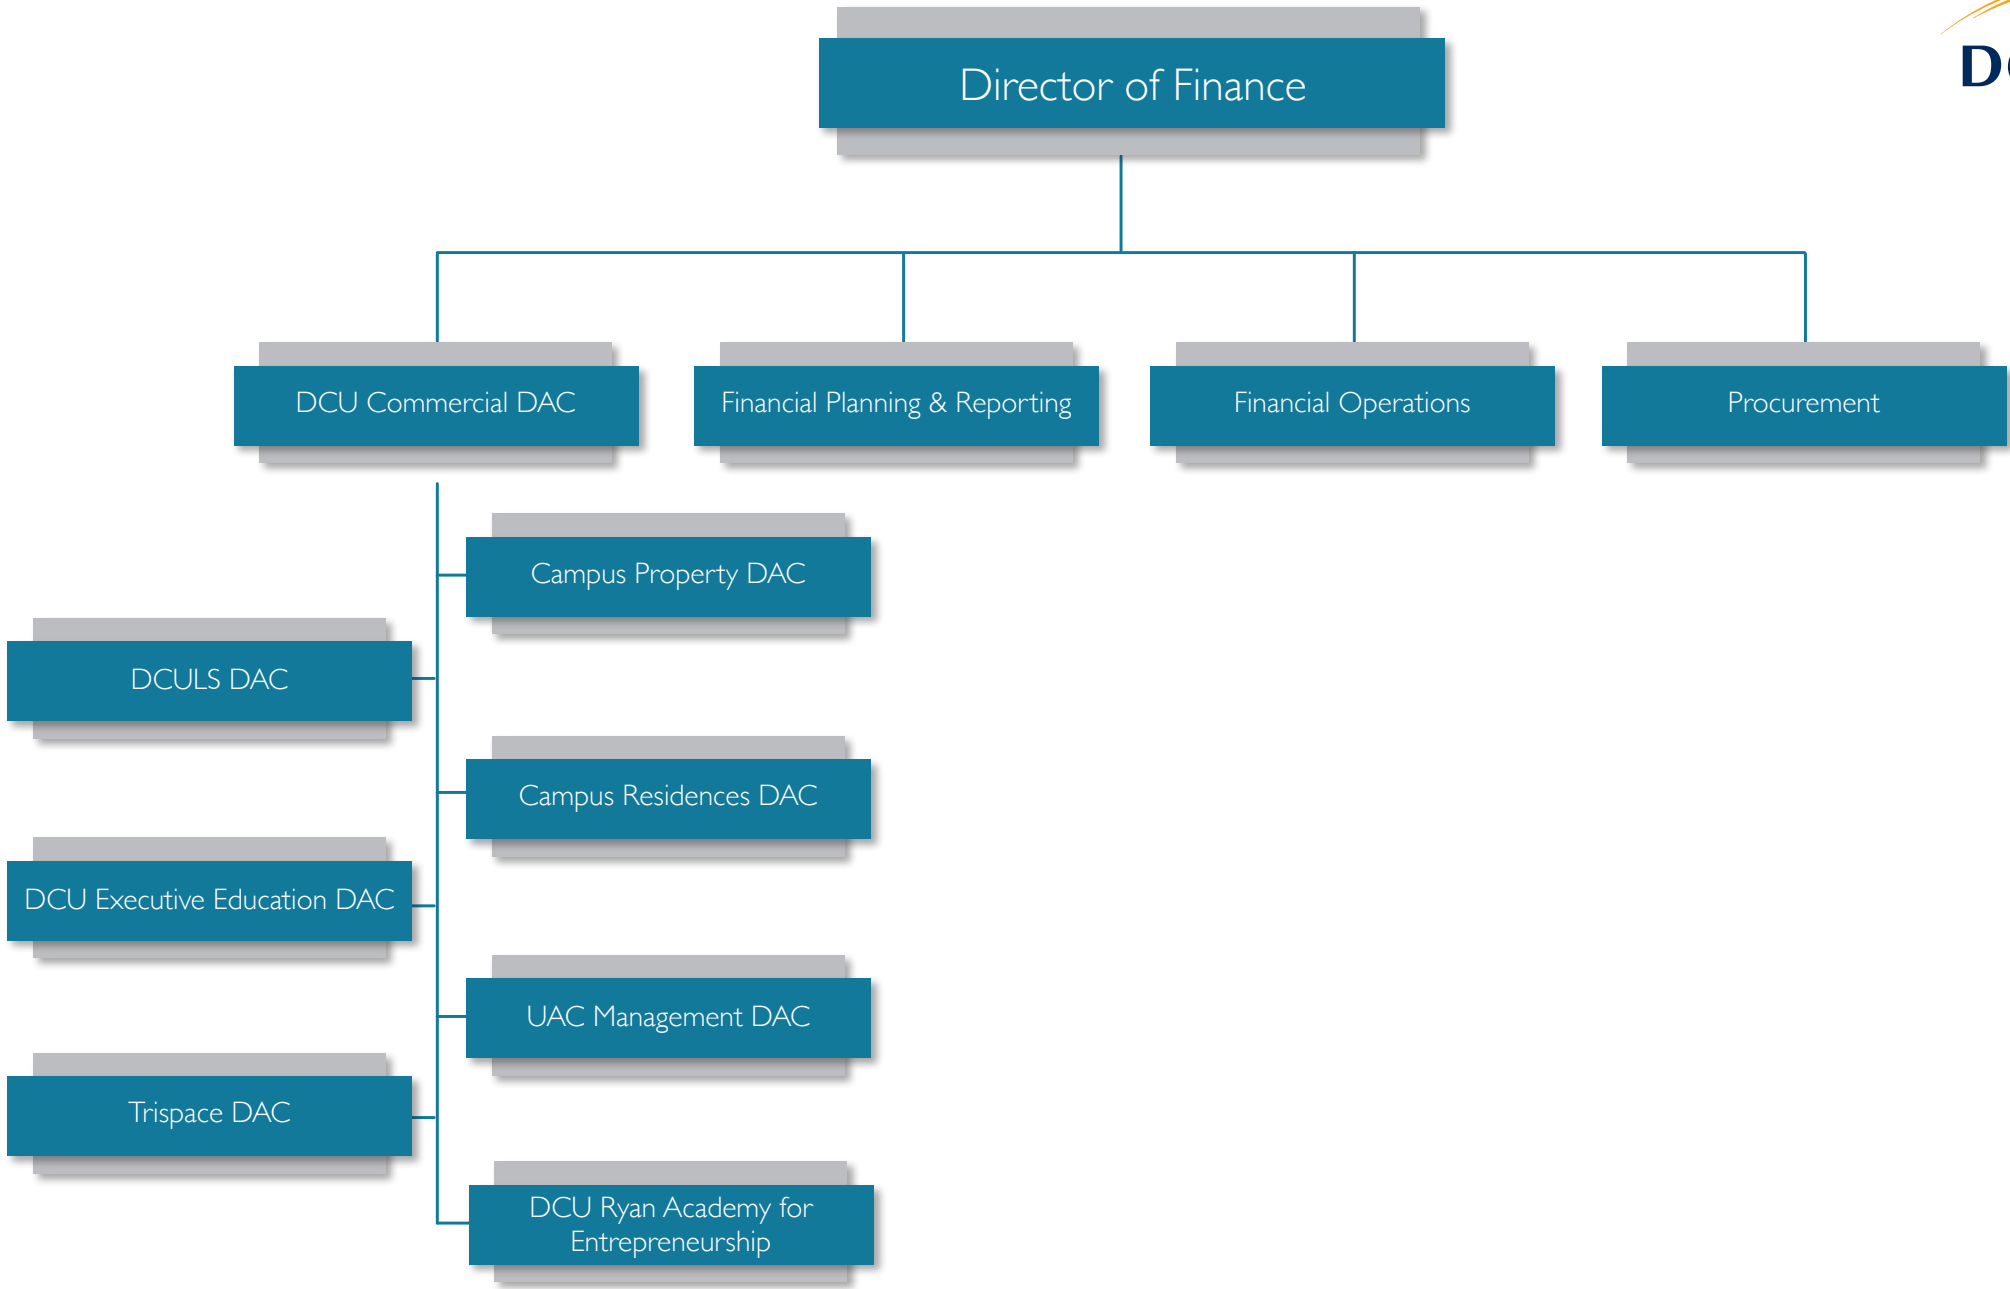 Director of Finance
DCU Commercial DAC
Financial Planning & Reporting
Financial Operations
Procurement
Campus Property DAC
DCULS DAC
Campus Residences DAC
DCU Executive Education DAC
UAC Management DAC
Trispace DAC
DCU Ryan Academy for
Entrepreneurship